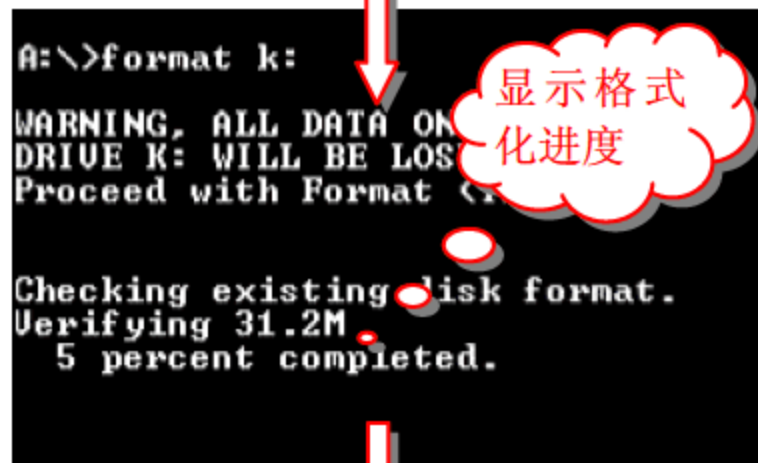 A:\>format k:
WARNING, ALL DATA ON
DRIVE K: WILL BE LOS
Proceed with Format
显示格式
化进度
Checking existing disk format.
Verifying 31.2M
5 percent completed.